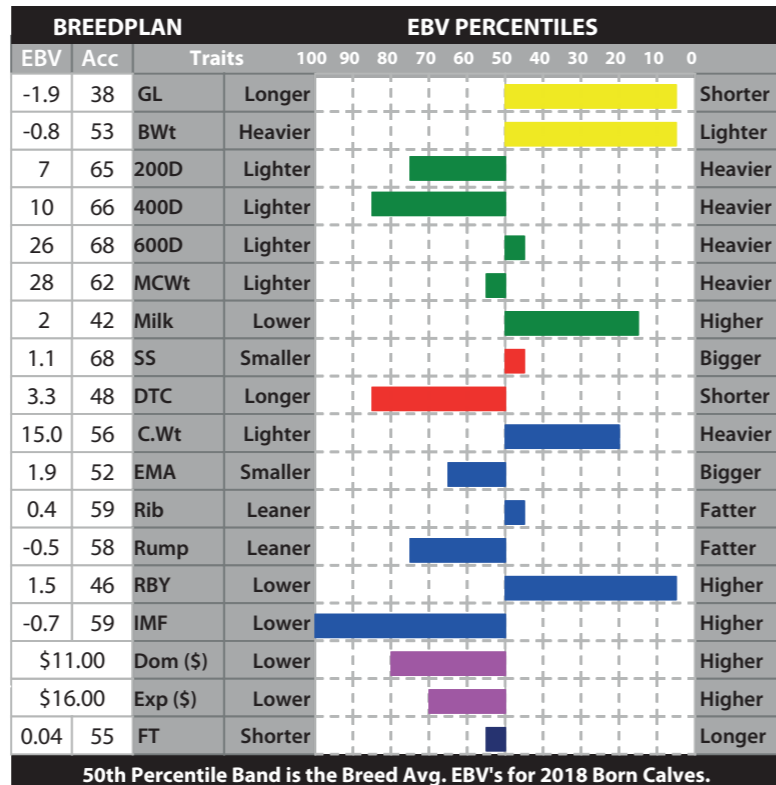 BREEDPLAN EBV PERCENTILES
EBV Acc Traits 100 90 80 70 60 50 40 30 20 10 0
-1.9 38 GL Longer Shorter
-0.8 53 BWt Heavier Lighter
7 65 200D Lighter Heavier
10 66 400D Lighter Heavier
26 68 600D Lighter Heavier
28 62 MCWt Lighter Heavier
2 42 Milk Lower Higher
1.1 68 SS Smaller Bigger
3.3 48 DTC Longer Shorter
15.0 56 C.Wt Lighter Heavier
1.9 52 EMA Smaller Bigger
0.4 59 Rib Leaner Fatter
-0.5 58 Rump Leaner Fatter
1.5 46 RBY Lower Higher
-0.7 59 IMF Lower Higher
$11.00 Dom ($) Lower Higher
$16.00 Exp ($) Lower Higher
0.04 55 FT Shorter Longer
50th Percentile Band is the Breed Avg. EBV's for 2018 Born Calves.